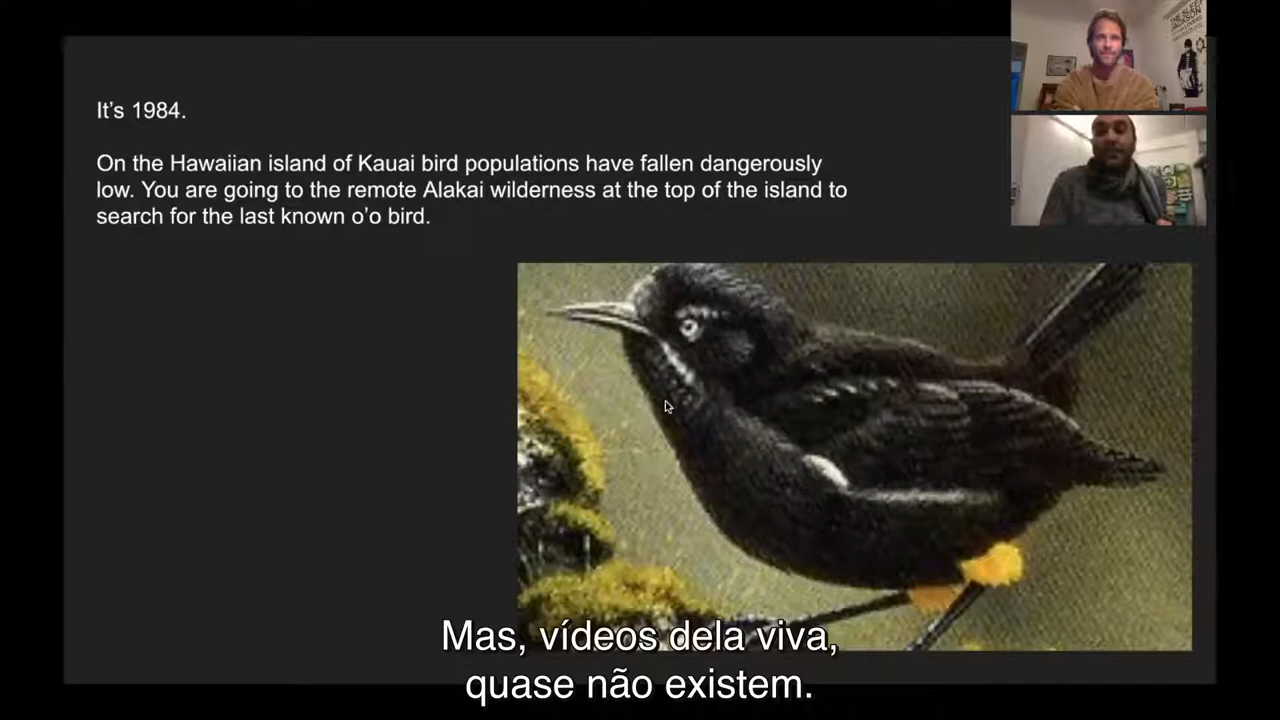 It's 1984.
On the Hawaiian island of Kauai bird populations have fallen dangerously
low. You are going to the remote Alakai wilderness at the top of the island to
search for the last known o'o bird.
Mas, vídeos dela viva,
quase não existem.